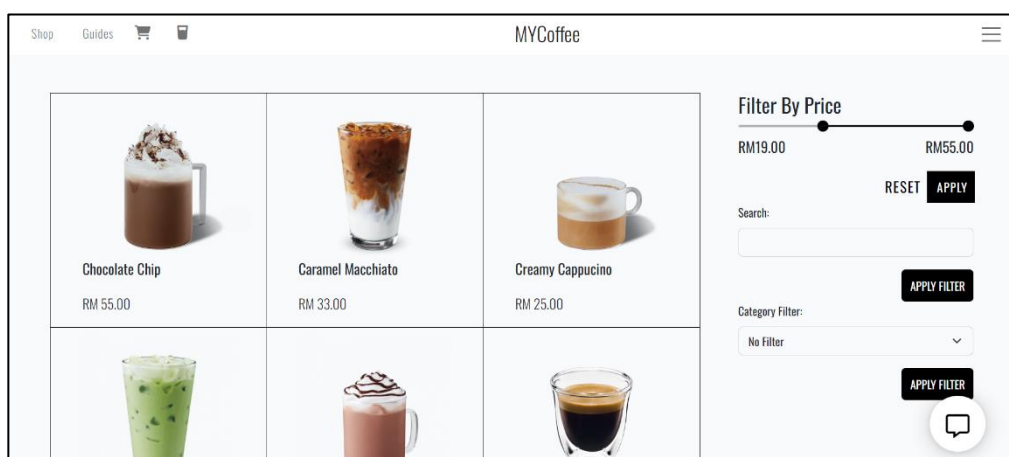 Shop Guides MYCoffee
Filter By Price
RM19.00 RM55.00
RESET APPLY
Search:
APPLY FILTER
Category Filter:
No Filter
APPLY FILTER
Chocolate Chip
RM 55.00
Caramel Macchiato
RM 33.00
Creamy Cappucino
RM 25.00